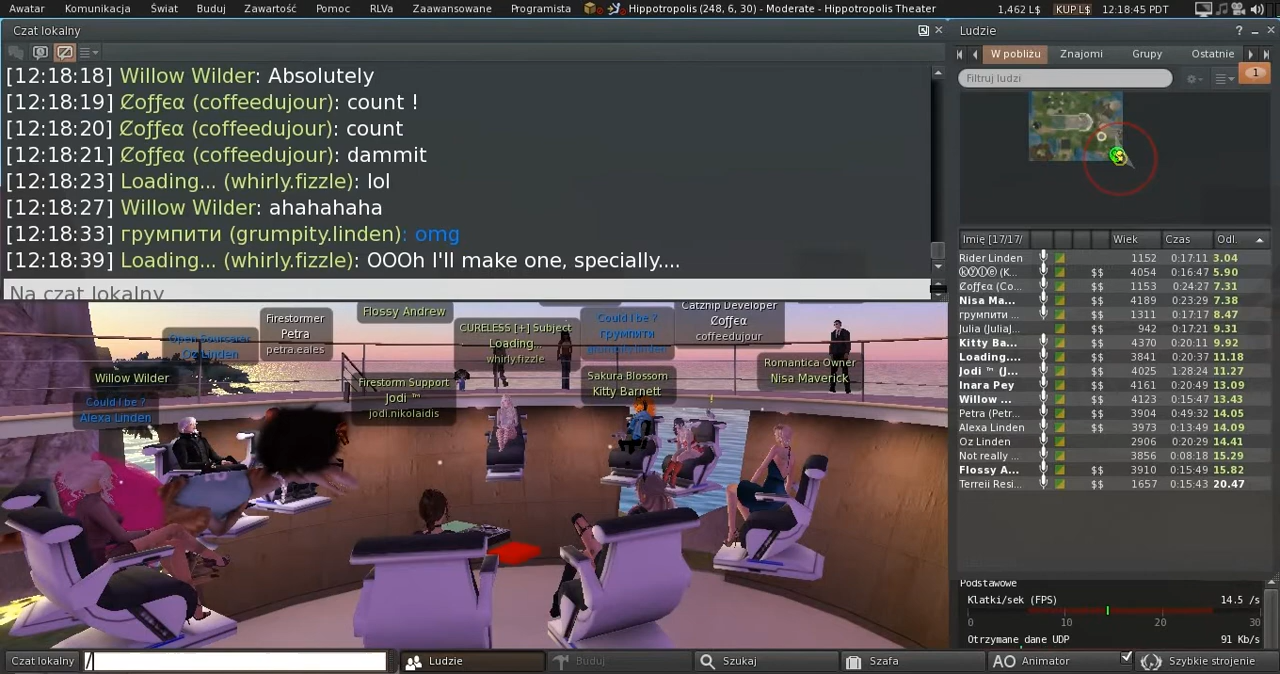 Awatar Komunikacja Świat Buduj Zawartość Pomoc RLVa Zaawansowane Programista Hippotropolis (248, 6, 30) - Moderate - Hippotropolis Theater 1,462 L$ KUP L$ 12:18:45 PDT
Czat lokalny
[12:18:18] Willow Wilder: Absolutely
[12:18:19] Ȼσƒƒєα (coffeedujour): count !
[12:18:20] Ȼσƒƒєα (coffeedujour): count
[12:18:21] Ȼσƒƒєα (coffeedujour): dammit
[12:18:23] Loading... (whirly.fizzle): lol
[12:18:27] Willow Wilder: ahahahaha
[12:18:33] грумпити (grumpity.linden): omg
[12:18:39] Loading... (whirly.fizzle): OOOh I'll make one, specially....
Na czat lokalny
Flossy Andrew
Firestormer
Petra
petra.eales
Open Sourcerer
Oz Linden
CURELESS [+] Subject
Loading...
whirly.fizzle
Could I be ?
грумпити
grumpity.linden
Catznip Developer
Ȼσƒƒєα
coffeedujour
Willow Wilder
Could I be ?
Alexa Linden
Firestorm Support
Jodi ™
jodi.nikolaidis
Sakura Blossom
Kitty Barnett
Romantica Owner
Nisa Maverick
Ludzie
W pobliżu Znajomi Grupy Ostatnie
Filtruj ludzi
1
Imię [17/17/ Wiek Czas Odl.
Rider Linden 1152 0:17:11 3.04
ⓚⓨⓛⓔ (K... $$ 4054 0:16:47 5.90
Ȼσƒƒєα (Co... $$ 1153 0:24:27 7.31
Nisa Ma... $$ 4189 0:23:29 7.38
грумпити ... $$ 1311 0:17:17 8.47
Julia (JuliaJ... 942 0:17:21 9.31
Kitty Ba... $$ 4370 0:20:11 9.92
Loading.... $$ 3841 0:20:37 11.18
Jodi ™ (J... $$ 4025 1:28:24 11.27
Inara Pey $$ 4161 0:20:49 13.09
Willow ... $$ 4123 0:15:47 13.43
Petra (Petr... $$ 3904 0:49:32 14.05
Alexa Linden $$ 3973 0:13:49 14.09
Oz Linden 2906 0:20:29 14.41
Not really ... 3856 0:08:18 15.29
Flossy A... $$ 3910 0:15:49 15.82
Terreii Resi... $$ 1657 0:15:43 20.47
Podstawowe
Klatki/sek (FPS) 14.5 /s
0 10 20 30
Otrzymane dane UDP 91 Kb/s
Czat lokalny / Ludzie Buduj Szukaj Szafa AO Animator Szybkie strojenie